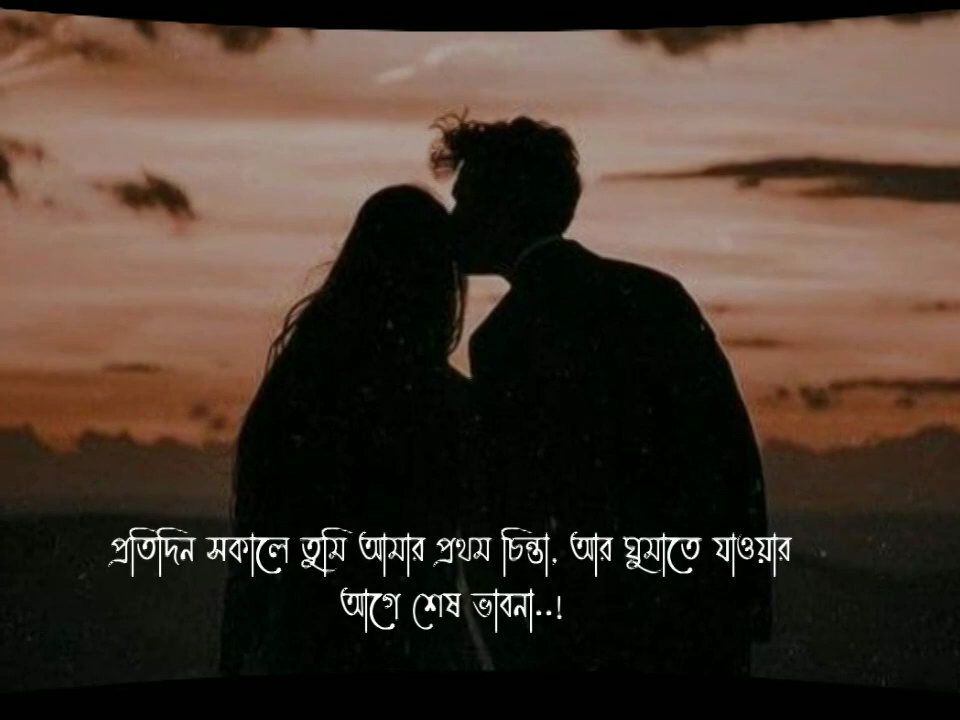 প্রতিদিন সকালে তুমি আমার প্রথম চিন্তা, আর ঘুমাতে যাওয়ার
আগে শেষ ভাবনা..!